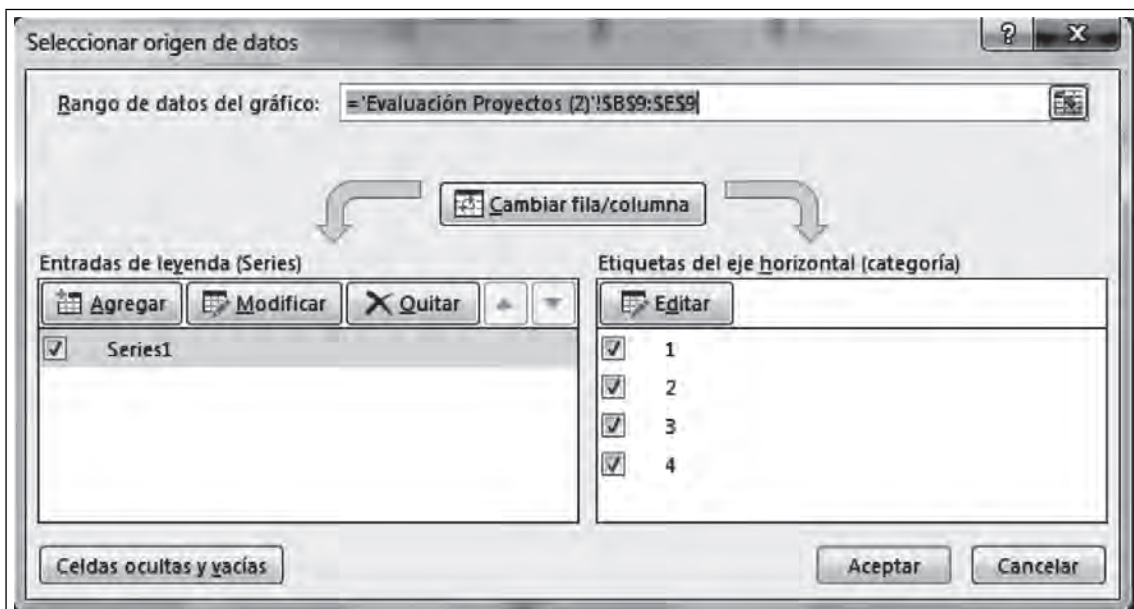 Seleccionar origen de datos
Rango de datos del gráfico: ='Evaluación Proyectos (2)'!$B$9:$E$9
Cambiar fila/columna
Entradas de leyenda (Series)
Agregar Modificar Quitar
Series1
Etiquetas del eje horizontal (categoría)
Editar
1
2
3
4
Celdas ocultas y vacías
Aceptar Cancelar